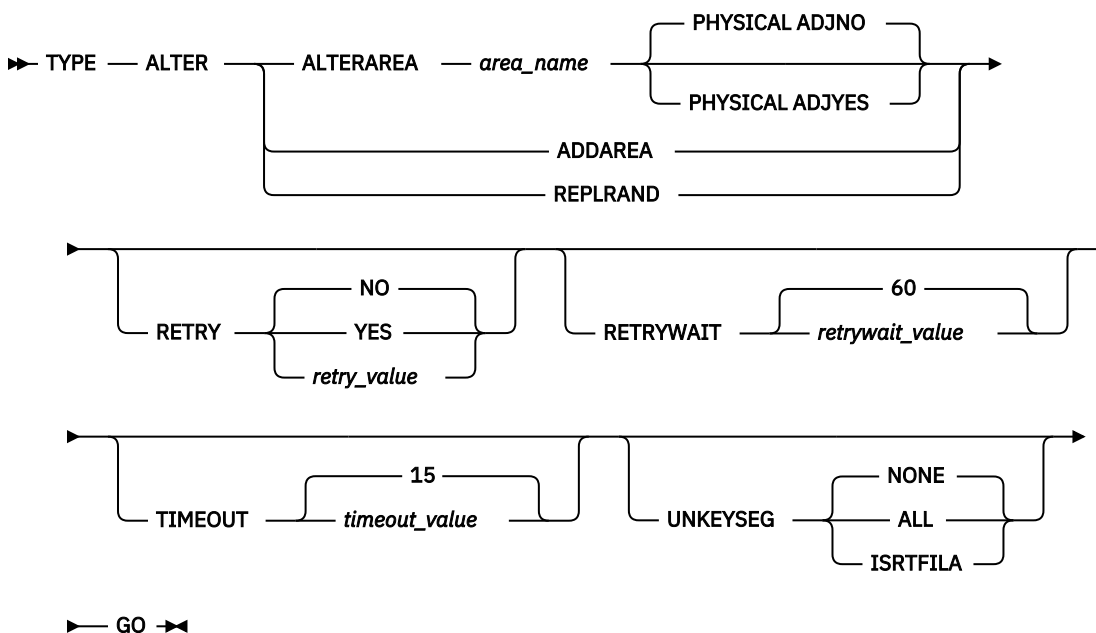 PHYSICAL ADJNO
TYPE ALTER ALTERAREA area_name
PHYSICAL ADJYES
ADDAREA
REPLRAND
NO 60
RETRY YES RETRYWAIT retrywait_value
retry_value
15 NONE
TIMEOUT timeout_value UNKEYSEG ALL
ISRTFILA
GO